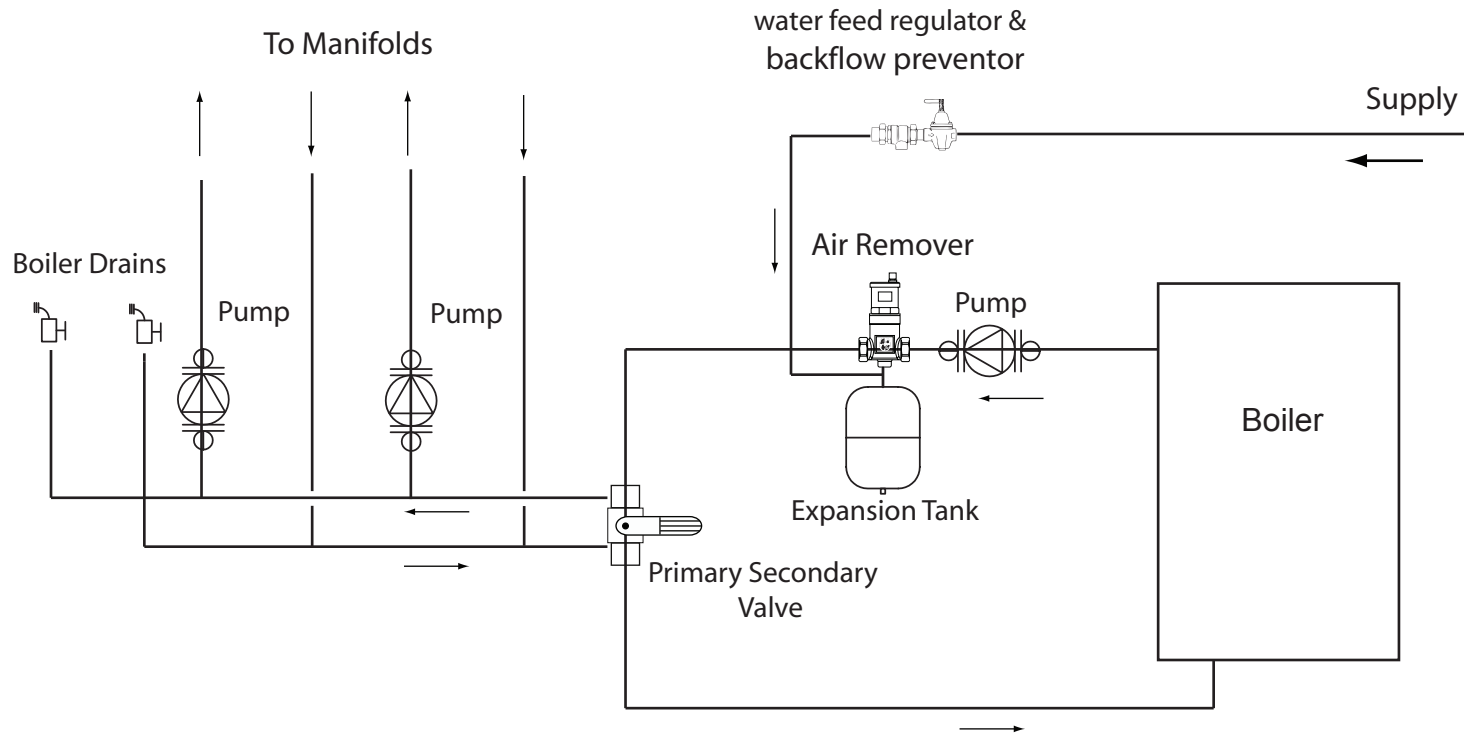 water feed regulator &
backflow preventor
To Manifolds
Supply
Air Remover
Boiler Drains
Pump
Pump
Pump
Boiler
Expansion Tank
Primary Secondary
Valve